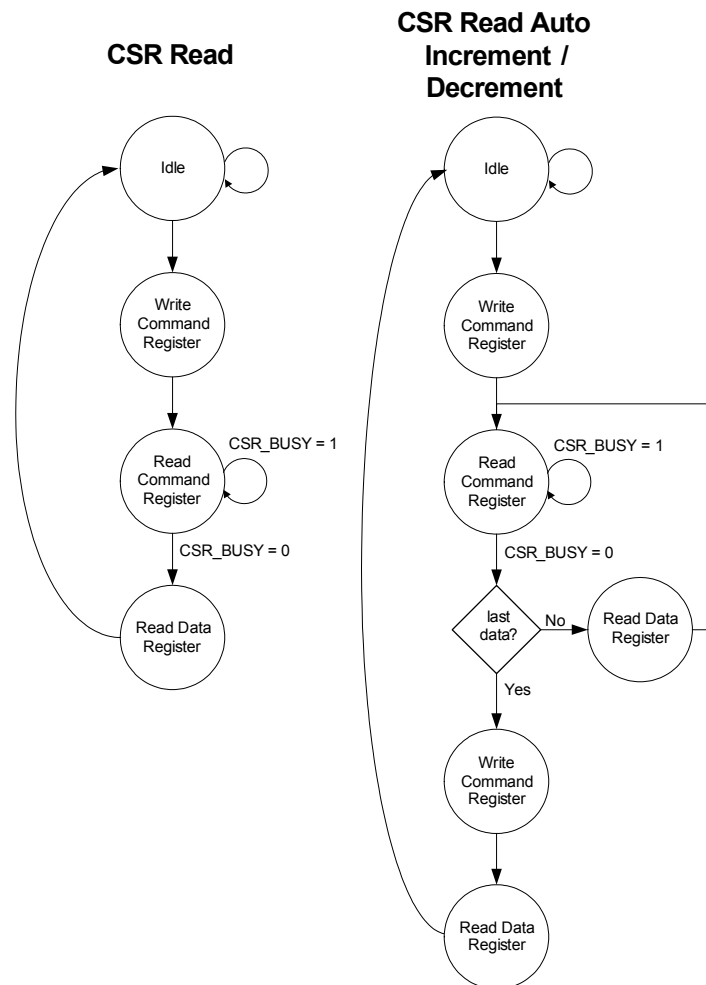 CSR Read
Idle
Write
Command
Register
CSR_BUSY = 1
Read
Command
Register
CSR_BUSY = 0
Read Data
Register
CSR Read Auto
Increment /
Decrement
Idle
Write
Command
Register
CSR_BUSY = 1
Read
Command
Register
CSR_BUSY = 0
last
data?
No
Read Data
Register
Yes
Write
Command
Register
Read Data
Register